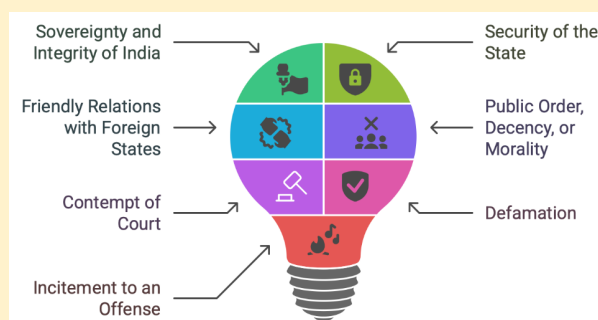 Sovereignty and
Integrity of India
Security of the
State
Friendly Relations
with Foreign
States
Public Order,
Decency, or
Morality
Contempt of
Court
Defamation
Incitement to an
Offense